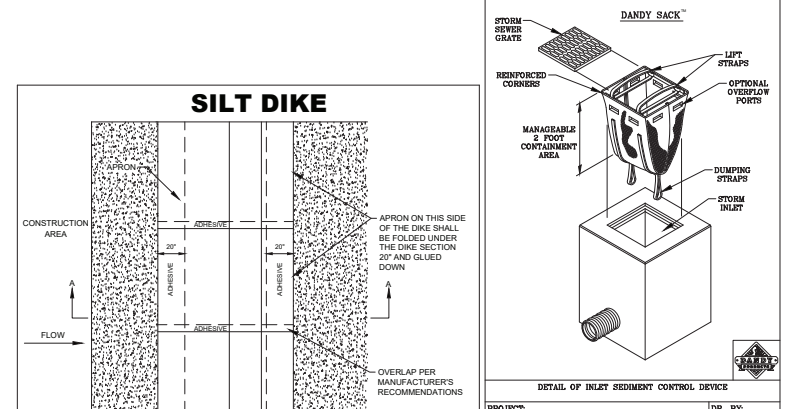 SILT DIKE
APRON
ADHESIVE
CONSTRUCTION
AREA
20"
20"
ADHESIVE
ADHESIVE
APRON ON THIS SIDE
OF THE DIKE SHALL
BE FOLDED UNDER
THE DIKE SECTION
20" AND GLUED
DOWN
A
A
FLOW
ADHESIVE
OVERLAP PER
MANUFACTURER'S
RECOMMENDATIONS
DANDY SACK™
STORM
SEWER
GRATE
LIFT
STRAPS
REINFORCED
CORNERS
OPTIONAL
OVERFLOW
PORTS
MANAGEABLE
2 FOOT
CONTAINMENT
AREA
DUMPING
STRAPS
STORM
INLET
DANDY
PRODUCTS
DETAIL OF INLET SEDIMENT CONTROL DEVICE
PROJECT:
DR. BY: